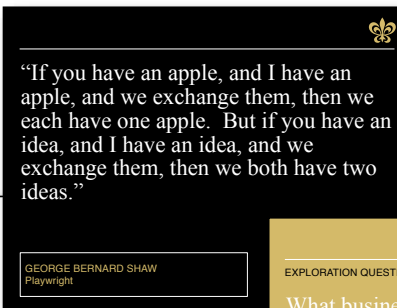 “If you have an apple, and I have an
apple, and we exchange them, then we
each have one apple.  But if you have an
idea, and I have an idea, and we
exchange them, then we both have two
ideas.”
GEORGE BERNARD SHAW
Playwright
EXPLORATION QUEST
What busine